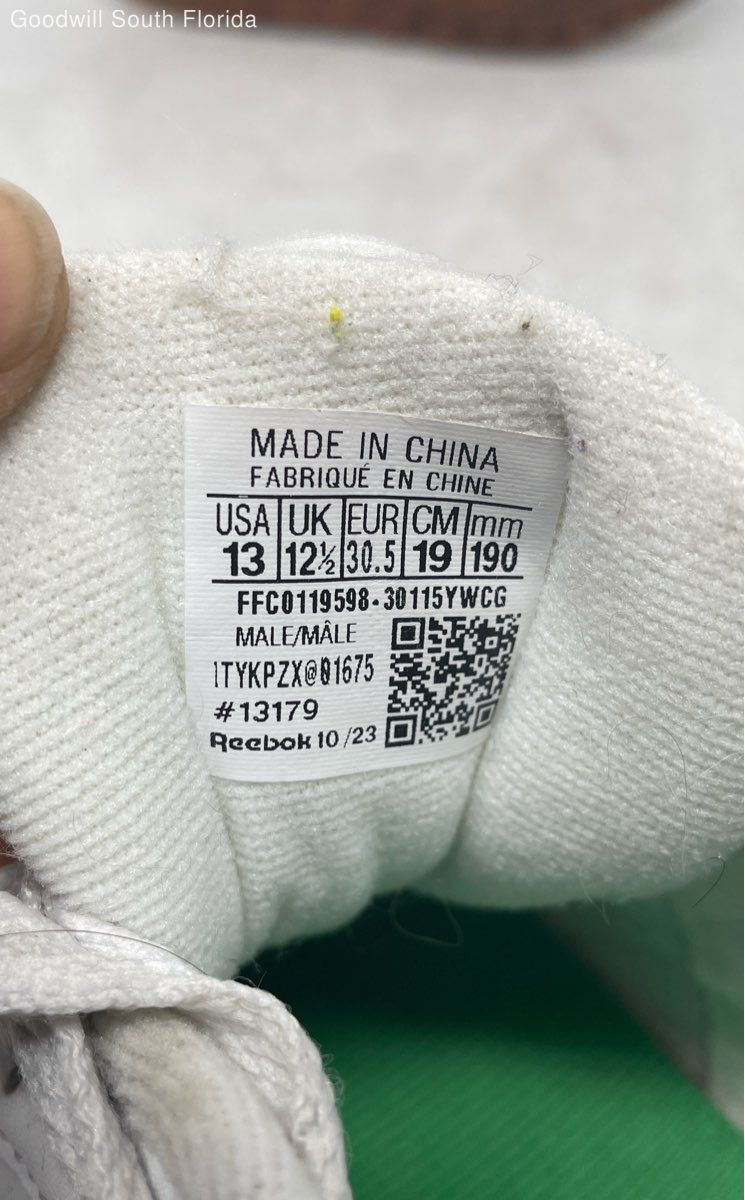 Goodwill South Florida
MADE IN CHINA
FABRIQUÉ EN CHINE
USA UK EUR CM mm
13 12½ 30.5 19 190
FFC0119598-30115YWCG
MALE/MÂLE
1TYKPZX@01675
#13179
Reebok 10/23